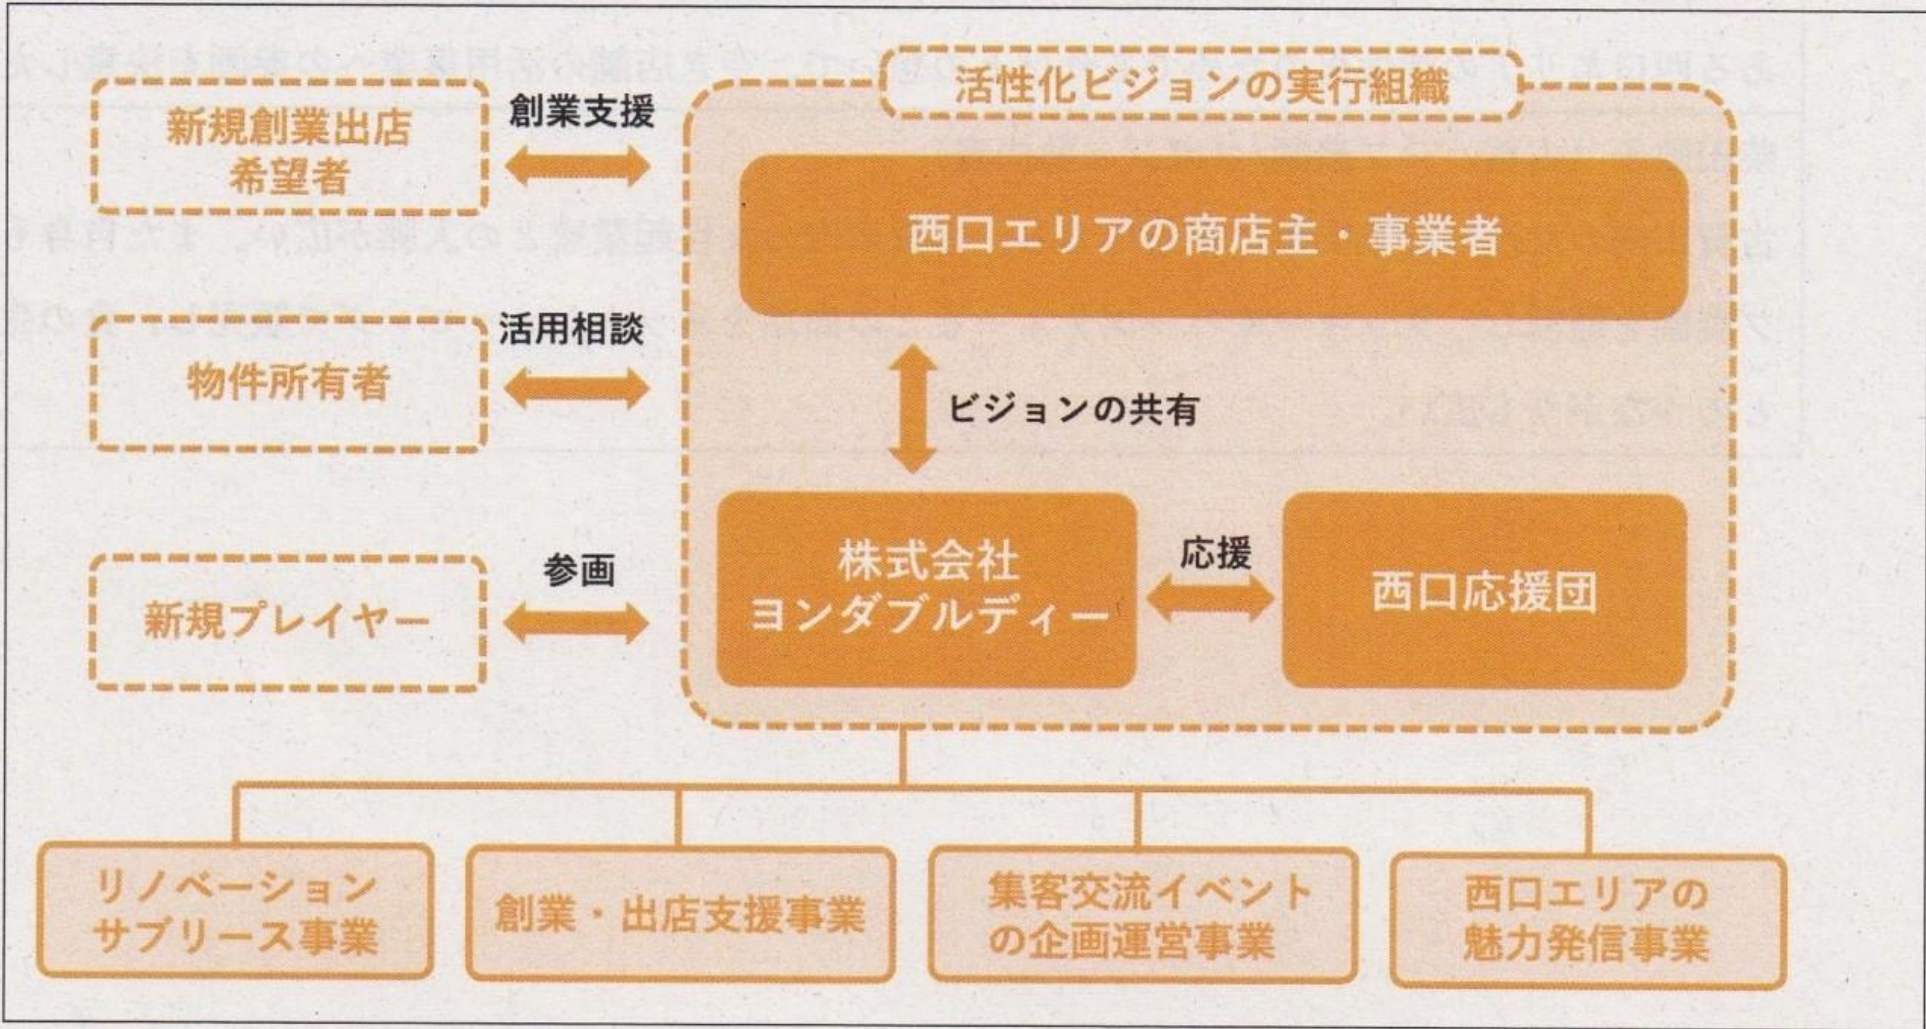 活性化ビジョンの実行組織
新規創業出店
希望者
創業支援
西口エリアの商店主・事業者
物件所有者
活用相談
ビジョンの共有
新規プレイヤー
参画
株式会社
ヨンダブルディー
応援
西口応援団
リノベーション
サブリース事業
創業・出店支援事業
集客交流イベント
の企画運営事業
西口エリアの
魅力発信事業